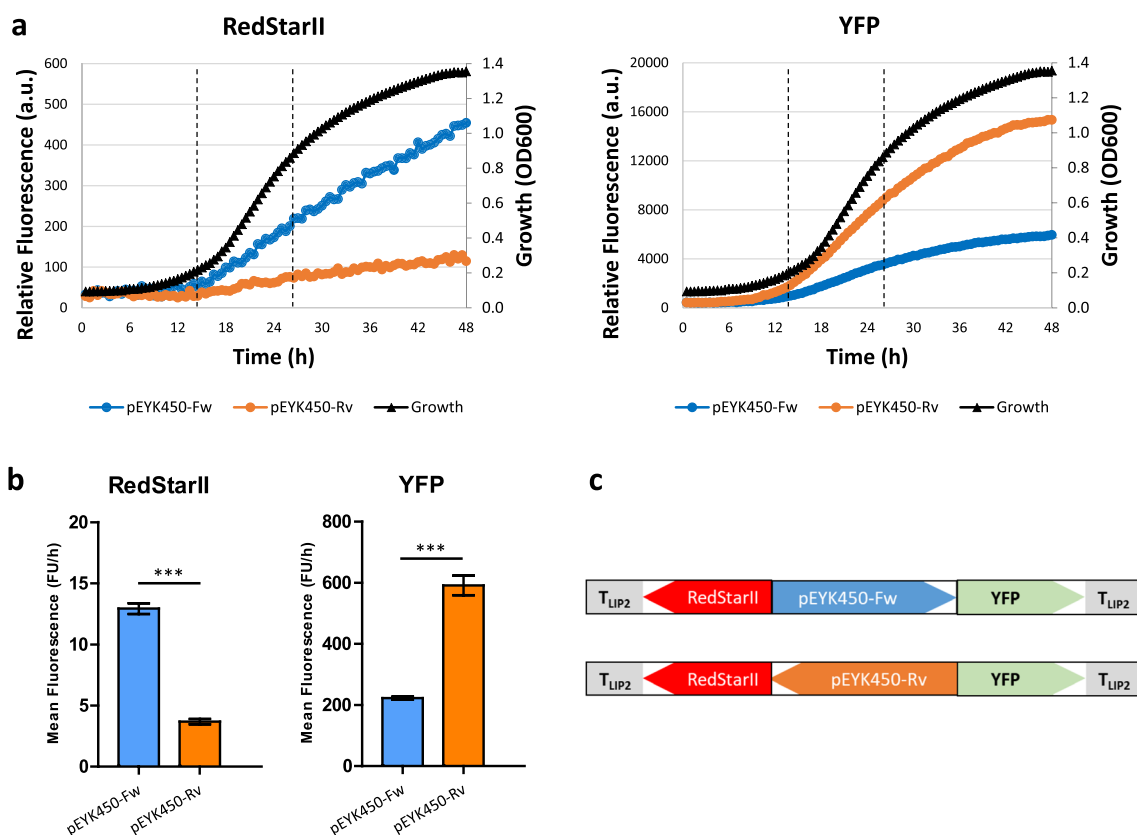 a
RedStarII
YFP
Relative Fluorescence (a.u.)
600
500
400
300
200
100
0
1.4
1.2
1.0
0.8
0.6
0.4
0.2
0.0
Growth (OD600)
0 6 12 18 24 30 36 42 48
Time (h)
pEYK450-Fw pEYK450-Rv Growth
Relative Fluorescence (a.u.)
20000
16000
12000
8000
4000
0
1.4
1.2
1.0
0.8
0.6
0.4
0.2
0.0
Growth (OD600)
0 6 12 18 24 30 36 42 48
Time (h)
pEYK450-Fw pEYK450-Rv Growth
b
RedStarII
Mean Fluorescence (FU/h)
20
15
10
5
0
***
pEYK450-Fw
pEYK450-Rv
YFP
Mean Fluorescence (FU/h)
800
600
400
200
0
***
pEYK450-Fw
pEYK450-Rv
c
TLIP2 RedStarII pEYK450-Fw YFP TLIP2
TLIP2 RedStarII pEYK450-Rv YFP TLIP2